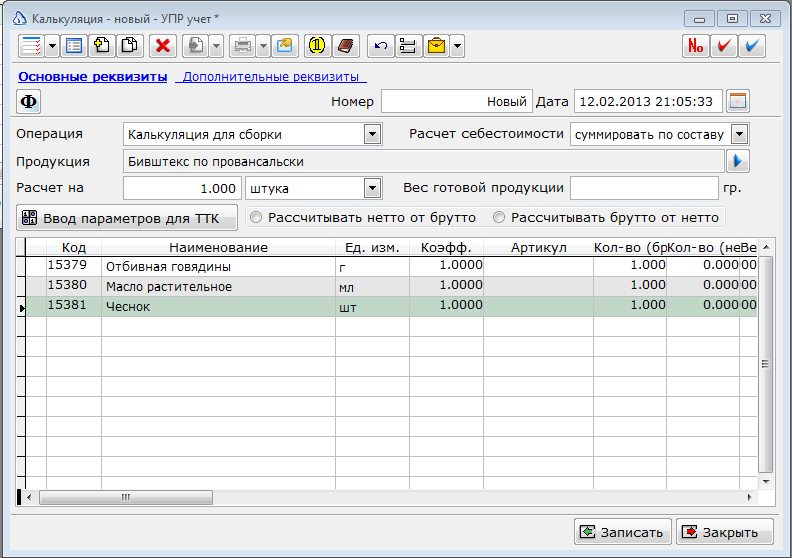 Калькуляция - новый - УПР учет *
No
Основные реквизиты Дополнительные реквизиты
Ф Номер Новый Дата 12.02.2013 21:05:33
Операция Калькуляция для сборки Расчет себестоимости суммировать по составу
Продукция Бивштекс по провансальски
Расчет на 1.000 штука Вес готовой продукции гр.
Ввод параметров для ТТК Рассчитывать нетто от брутто Рассчитывать брутто от нетто
Код Наименование Ед. изм. Коэфф. Артикул Кол-во (бр Кол-во (не Ве
15379 Отбивная говядины г 1.0000 1.000 0.000 00
15380 Масло растительное мл 1.0000 1.000 0.000 00
15381 Чеснок шт 1.0000 1.000 0.000 00
Записать Закрыть